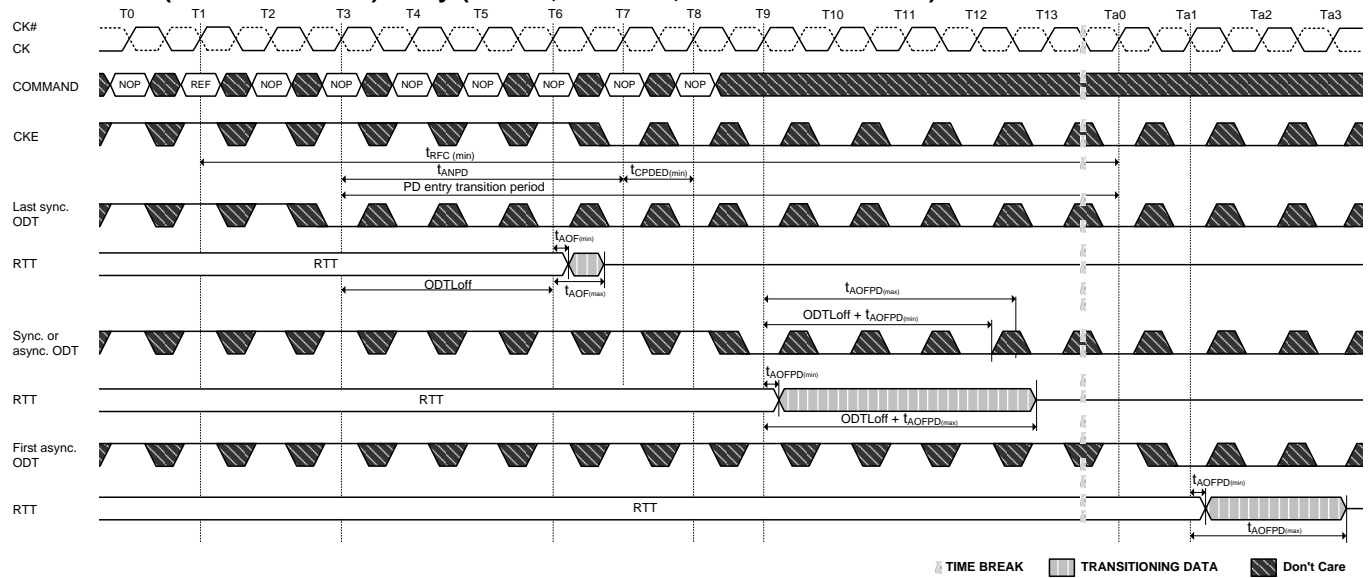 T0 T1 T2 T3 T4 T5 T6 T7 T8 T9 T10 T11 T12 T13 Ta0 Ta1 Ta2 Ta3
CK#
CK
COMMAND NOP REF NOP NOP NOP NOP NOP NOP NOP
CKE
tRFC (min)
tANPD tCPDED(min)
PD entry transition period
Last sync.
ODT
tAOF(min)
RTT RTT
ODTLoff tAOF(max)
tAOFPD(max)
ODTLoff + tAOFPD(min)
Sync. or
async. ODT
tAOFPD(min)
RTT RTT
ODTLoff + tAOFPD(max)
First async.
ODT
tAOFPD(min)
RTT RTT
tAOFPD(max)
TIME BREAK TRANSITIONING DATA Don't Care